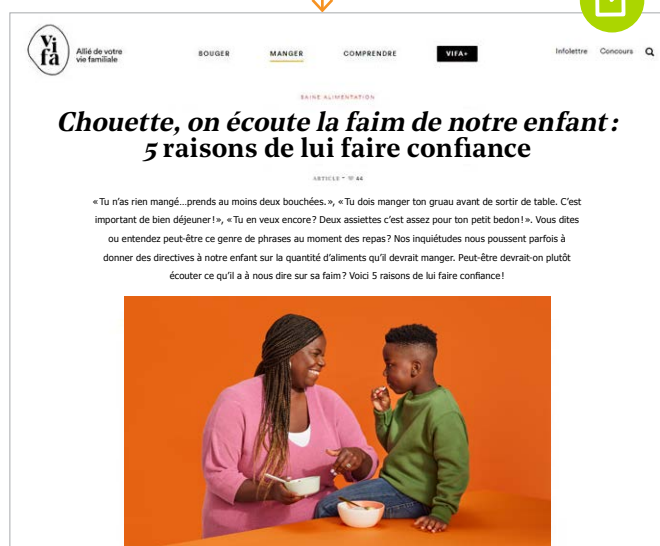 Vi
fa
Allié de votre
vie familiale
BOUGER
MANGER
COMPRENDRE
VIFA+
Infolettre
Concours
SAINE ALIMENTATION
Chouette, on écoute la faim de notre enfant :
5 raisons de lui faire confiance
ARTICLE - 44
« Tu n'as rien mangé…prends au moins deux bouchées. », « Tu dois manger ton gruau avant de sortir de table. C'est
important de bien déjeuner ! », « Tu en veux encore ? Deux assiettes c'est assez pour ton petit bedon ! ». Vous dites
ou entendez peut-être ce genre de phrases au moment des repas ? Nos inquiétudes nous poussent parfois à
donner des directives à notre enfant sur la quantité d'aliments qu'il devrait manger. Peut-être devrait-on plutôt
écouter ce qu'il a à nous dire sur sa faim ? Voici 5 raisons de lui faire confiance !